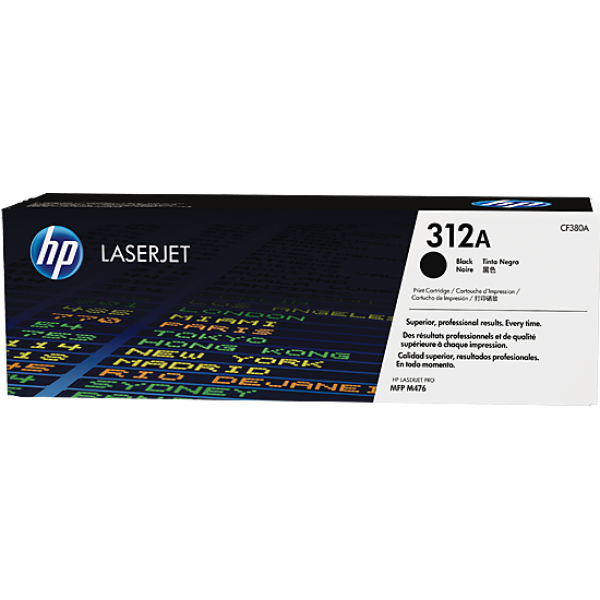 hp
LASERJET
312A
CF380A
Black Tinta Negra
Noire 黑色
Print Cartridge / Cartouche d'Impression /
Cartucho de Impresión / 打印硒鼓
Superior, professional results. Every time.
Des résultats professionnels et de qualité
supérieure à chaque impression.
Calidad superior, resultados profesionales.
En todo momento.
HP LASERJET PRO
MFP M476
LOS ANGELES
LONDON
MIAMI
PARIS
TOKYO
HONG KONG
NEW YORK
MADRID
RIO DE JANEIRO